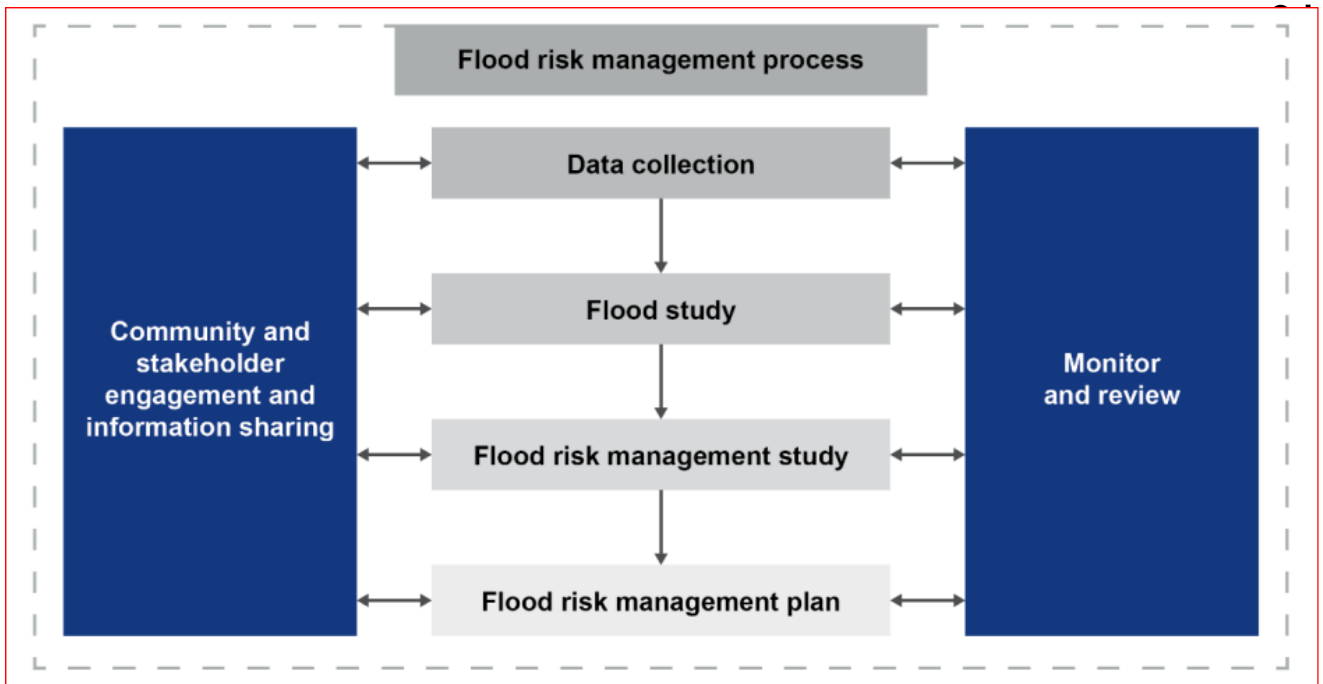 Flood risk management process
Data collection
Flood study
Community and
stakeholder
engagement and
information sharing
Monitor
and review
Flood risk management study
Flood risk management plan